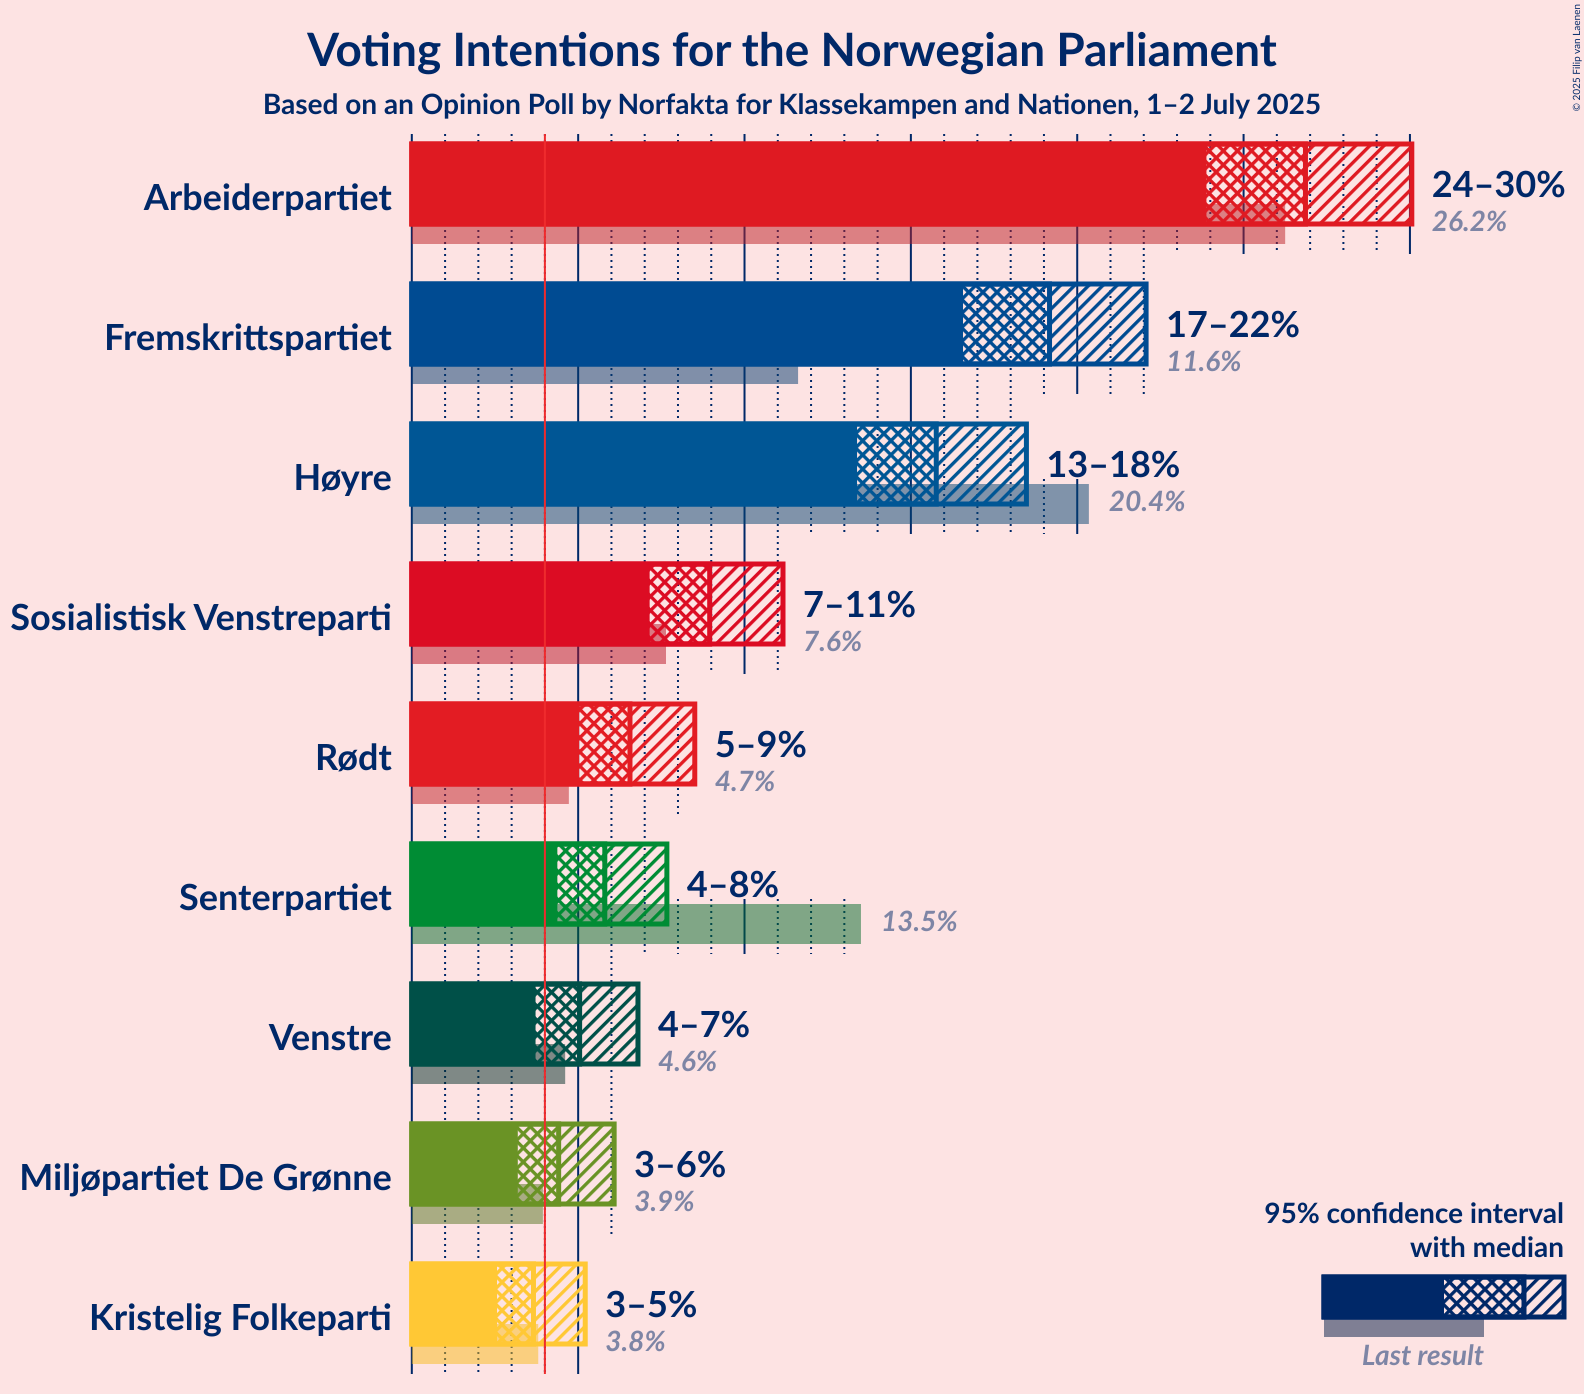 © 2025 Filip van Laenen
Voting Intentions for the Norwegian Parliament
Based on an Opinion Poll by Norfakta for Klassekampen and Nationen, 1–2 July 2025
Arbeiderpartiet
24–30%
26.2%
Fremskrittspartiet
17–22%
11.6%
Høyre
13–18%
20.4%
Sosialistisk Venstreparti
7–11%
7.6%
Rødt
5–9%
4.7%
Senterpartiet
4–8%
13.5%
Venstre
4–7%
4.6%
Miljøpartiet De Grønne
3–6%
3.9%
Kristelig Folkeparti
3–5%
3.8%
95% confidence interval
with median
Last result